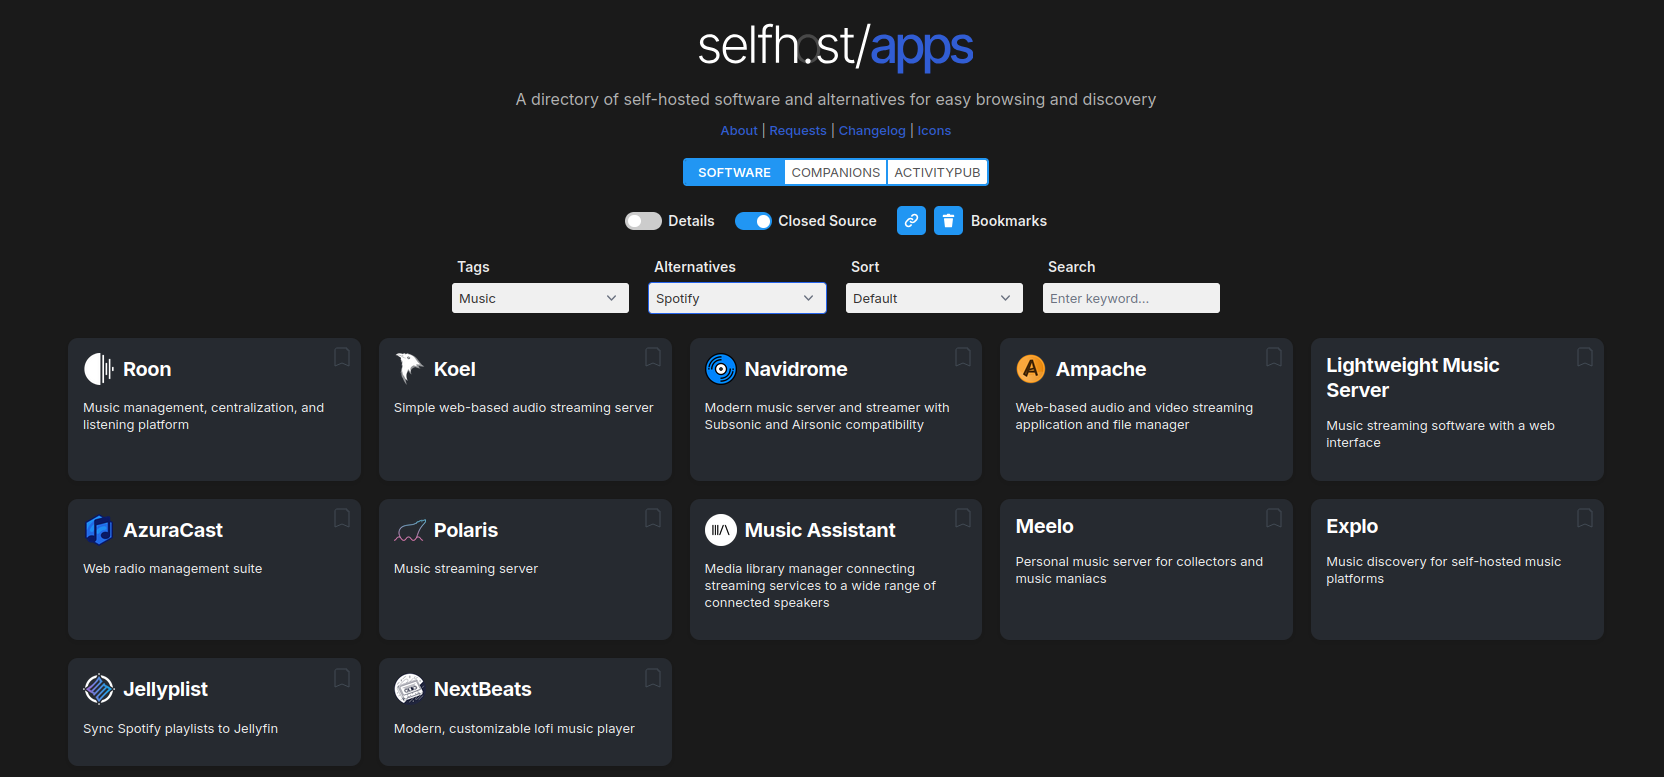 selfh.st/apps
A directory of self-hosted software and alternatives for easy browsing and discovery
About | Requests | Changelog | Icons
SOFTWARE COMPANIONS ACTIVITYPUB
Details Closed Source Bookmarks
Tags Alternatives Sort Search
Music Spotify Default Enter keyword...
Roon
Music management, centralization, and
listening platform
Koel
Simple web-based audio streaming server
Navidrome
Modern music server and streamer with
Subsonic and Airsonic compatibility
Ampache
Web-based audio and video streaming
application and file manager
Lightweight Music
Server
Music streaming software with a web
interface
AzuraCast
Web radio management suite
Polaris
Music streaming server
Music Assistant
Media library manager connecting
streaming services to a wide range of
connected speakers
Meelo
Personal music server for collectors and
music maniacs
Explo
Music discovery for self-hosted music
platforms
Jellyplist
Sync Spotify playlists to Jellyfin
NextBeats
Modern, customizable lofi music player